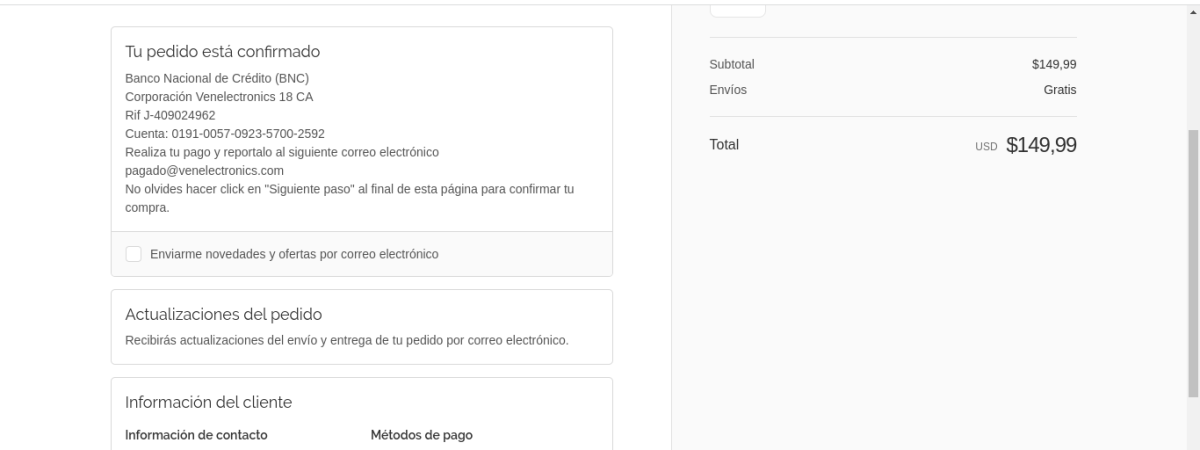 Tu pedido está confirmado
Banco Nacional de Crédito (BNC)
Corporación Venelectronics 18 CA
Rif J-409024962
Cuenta: 0191-0057-0923-5700-2592
Realiza tu pago y reportalo al siguiente correo electrónico
pagado@venelectronics.com
No olvides hacer click en "Siguiente paso" al final de esta página para confirmar tu
compra.
Enviarme novedades y ofertas por correo electrónico
Actualizaciones del pedido
Recibirás actualizaciones del envío y entrega de tu pedido por correo electrónico.
Información del cliente
Información de contacto Métodos de pago
Subtotal $149,99
Envíos Gratis
Total USD $149,99